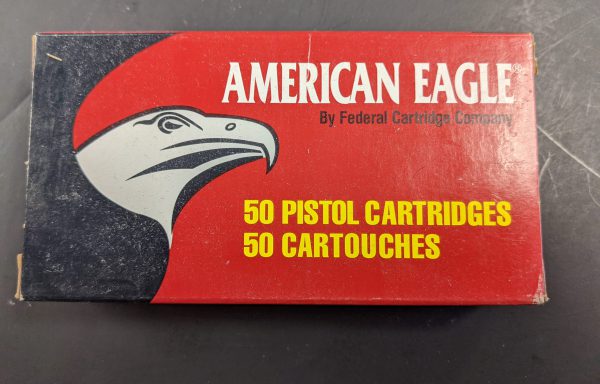 AMERICAN EAGLE®
By Federal Cartridge Company
50 PISTOL CARTRIDGES
50 CARTOUCHES